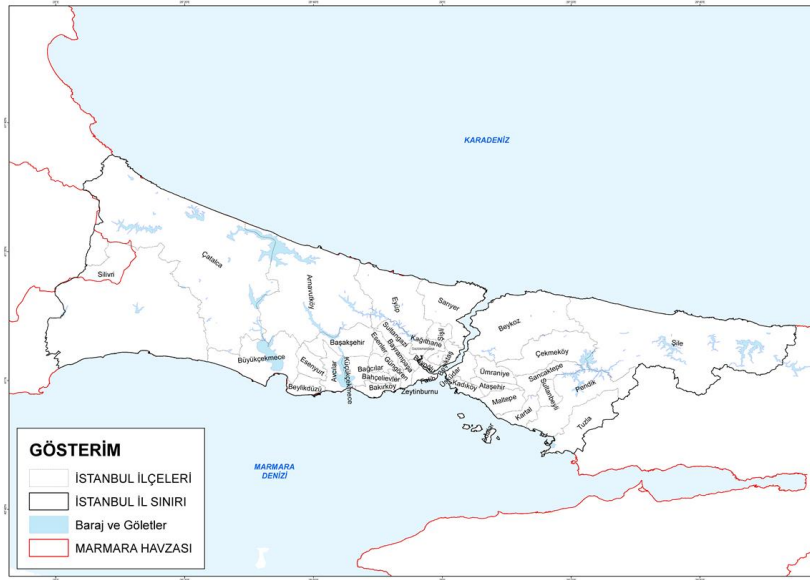 KARADENİZ
Çatalca
Silivri
Arnavutköy
Eyüp
Sarıyer
Beykoz
Şile
Büyükçekmece
Esenyurt
Beylikdüzü
Avcılar
Küçükçekmece
Başakşehir
Sultangazi
Esenler
Bayrampaşa
Güngören
Bağcılar
Bahçelievler
Bakırköy
Zeytinburnu
Fatih
Kağıthane
Şişli
Üsküdar
Kadıköy
Ümraniye
Ataşehir
Maltepe
Kartal
Çekmeköy
Sancaktepe
Sultanbeyli
Pendik
Tuzla
MARMARA
DENİZİ
GÖSTERİM
İSTANBUL İLÇELERİ
İSTANBUL İL SINIRI
Baraj ve Göletler
MARMARA HAVZASI